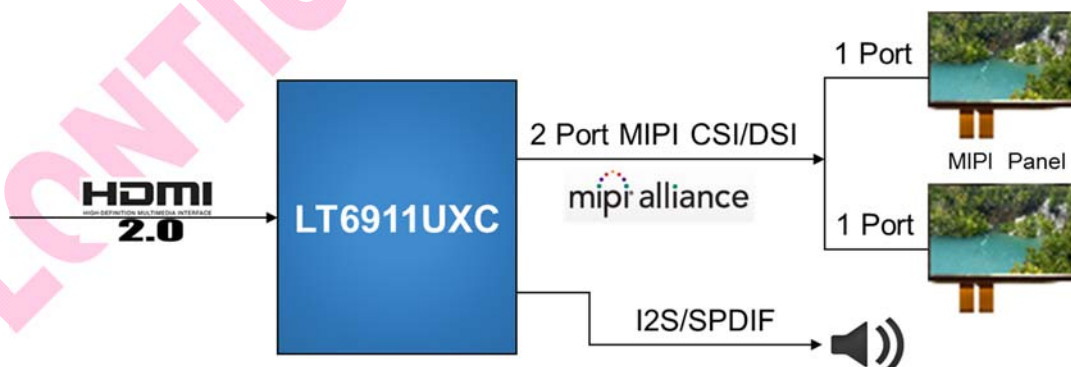 LONTI
HDMI
HIGH DEFINITION MULTIMEDIA INTERFACE
2.0
LT6911UXC
2 Port MIPI CSI/DSI
mipi alliance
I2S/SPDIF
1 Port
MIPI Panel
1 Port